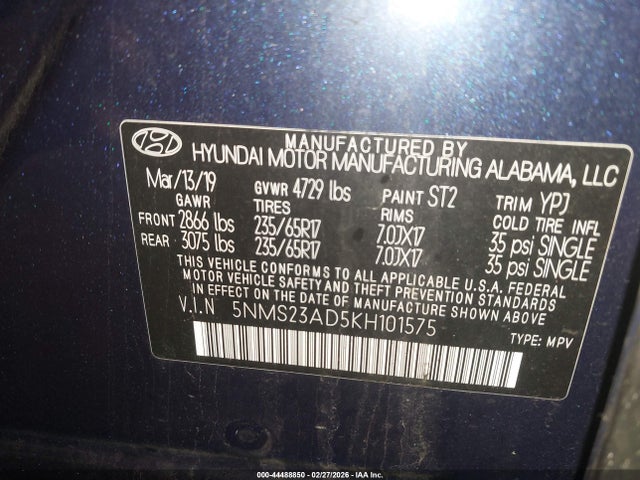 MANUFACTURED BY
HYUNDAI MOTOR MANUFACTURING ALABAMA, LLC
Mar/13/19 GVWR 4729 lbs PAINT ST2 TRIM YPJ
GAWR TIRES RIMS COLD TIRE INFL
FRONT 2866 lbs 235/65R17 7.0JX17 35 psi SINGLE
REAR 3075 lbs 235/65R17 7.0JX17 35 psi SINGLE
THIS VEHICLE CONFORMS TO ALL APPLICABLE U.S.A. FEDERAL
MOTOR VEHICLE SAFETY AND THEFT PREVENTION STANDARDS
IN EFFECT ON THE DATE OF MANUFACTURE SHOWN ABOVE.
V.I.N 5NMS23AD5KH101575
TYPE: MPV
000-44488850 - 02/27/2026 - IAA Inc.